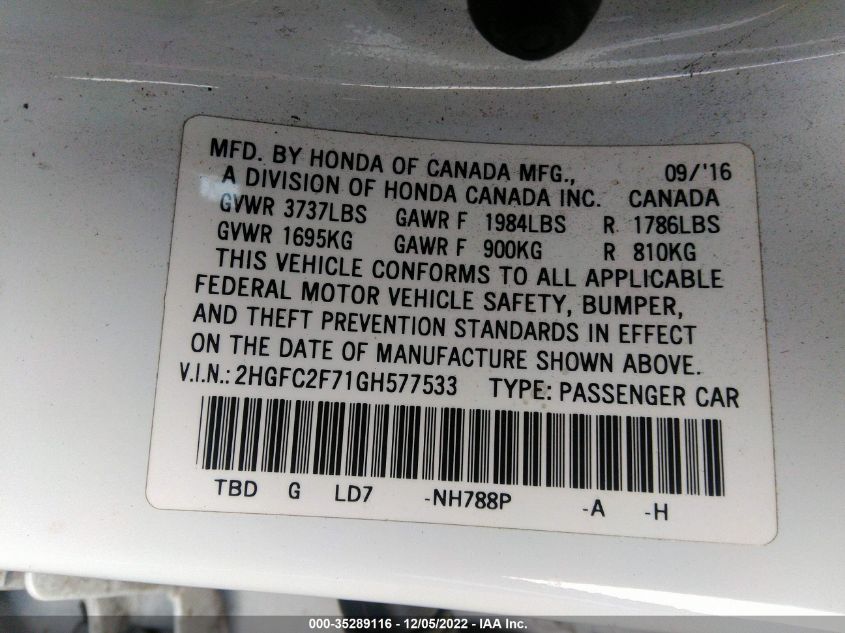 MFD. BY HONDA OF CANADA MFG., 09/'16
A DIVISION OF HONDA CANADA INC. CANADA
GVWR 3737LBS GAWR F 1984LBS R 1786LBS
GVWR 1695KG GAWR F 900KG R 810KG
THIS VEHICLE CONFORMS TO ALL APPLICABLE
FEDERAL MOTOR VEHICLE SAFETY, BUMPER,
AND THEFT PREVENTION STANDARDS IN EFFECT
ON THE DATE OF MANUFACTURE SHOWN ABOVE.
V.I.N.: 2HGFC2F71GH577533 TYPE: PASSENGER CAR
TBD G LD7 -NH788P -A -H
000-35289116 - 12/05/2022 - IAA Inc.